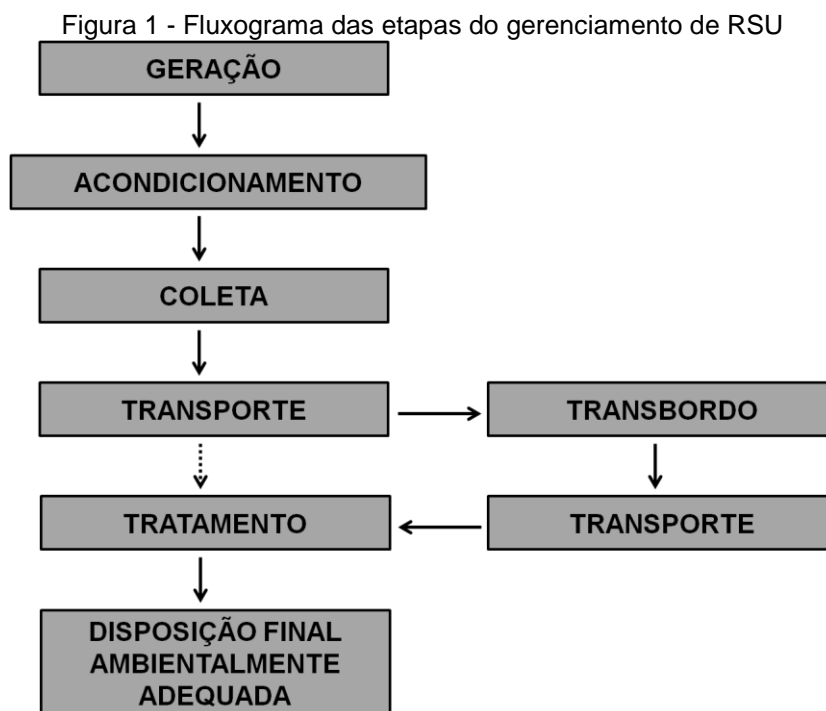 Figura 1 - Fluxograma das etapas do gerenciamento de RSU
GERAÇÃO
ACONDICIONAMENTO
COLETA
TRANSPORTE
TRANSBORDO
TRATAMENTO
TRANSPORTE
DISPOSIÇÃO FINAL
AMBIENTALMENTE
ADEQUADA